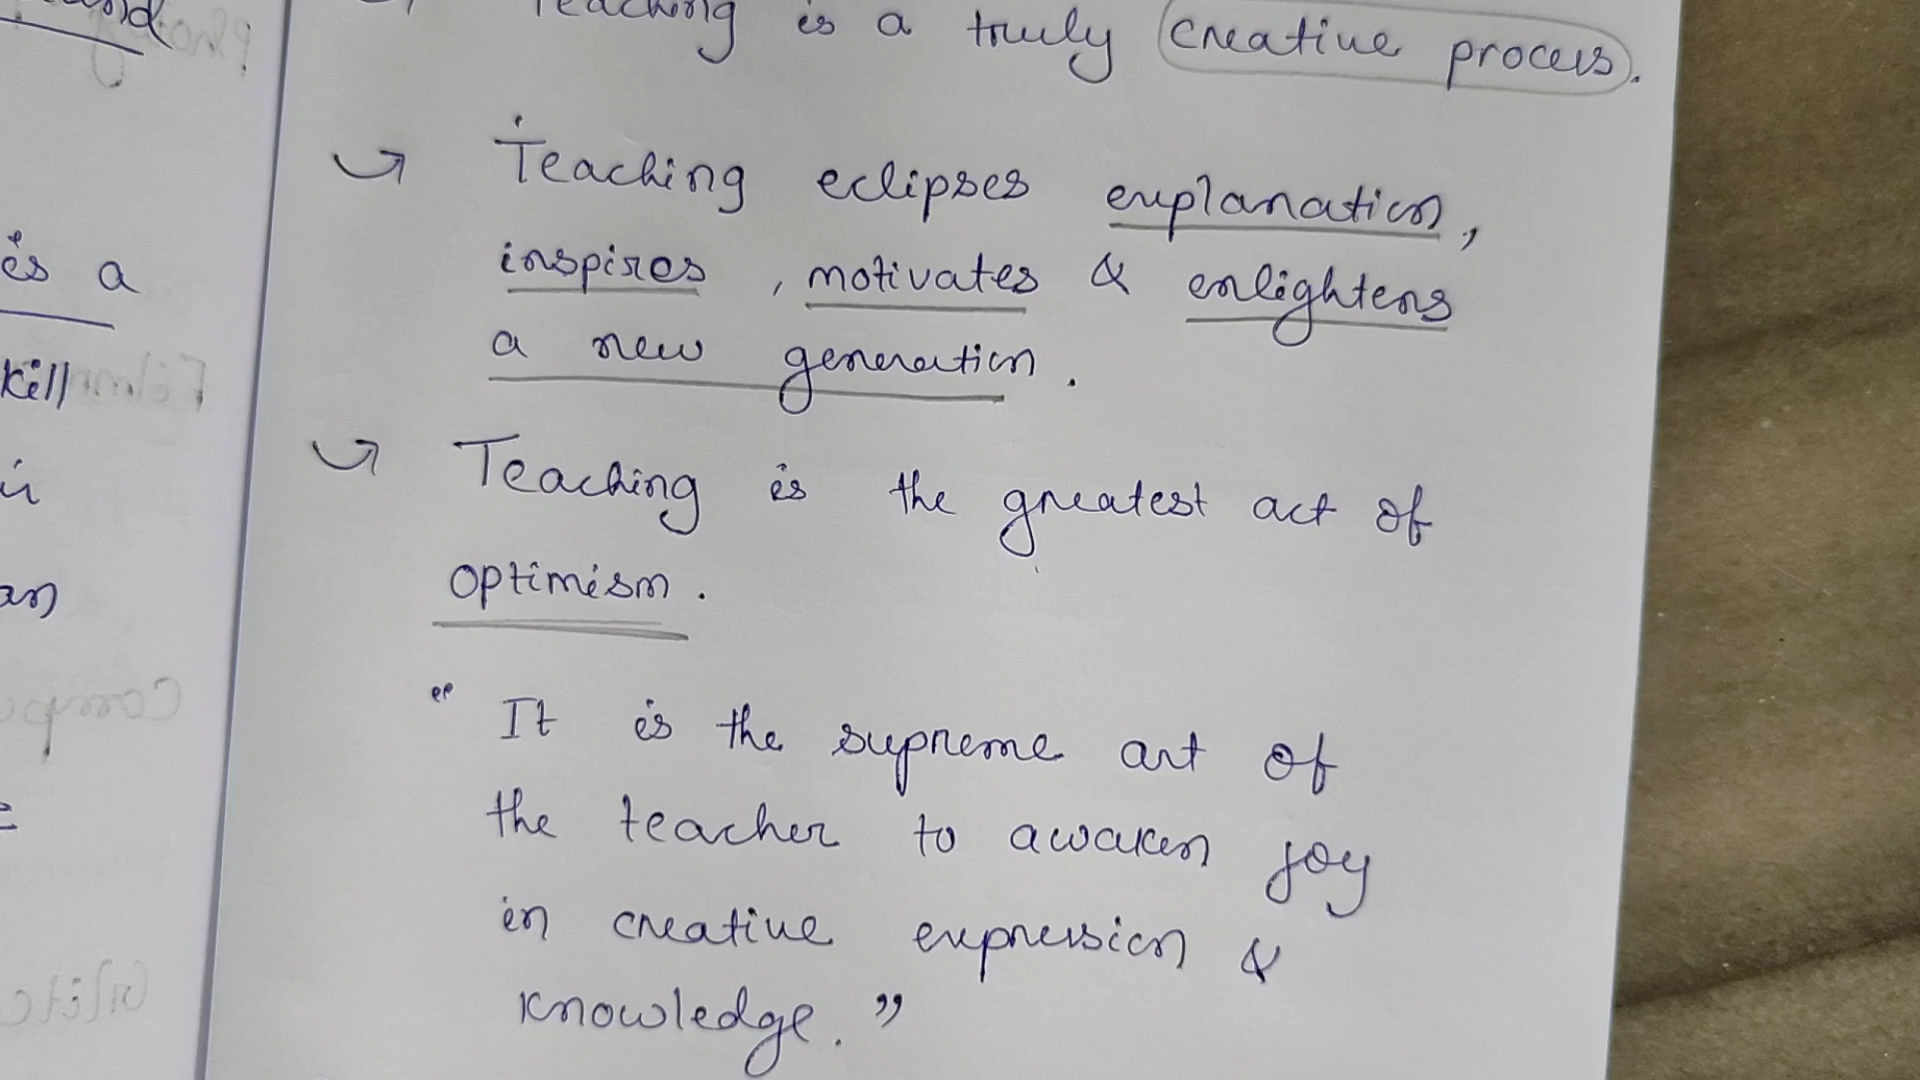 Teaching is a truly creative process.
Teaching eclipses explanation,
inspires, motivates & enlightens
a new generation.
Teaching is the greatest act of
optimism.
"It is the supreme art of
the teacher to awaken joy
in creative expression &
knowledge."
is a